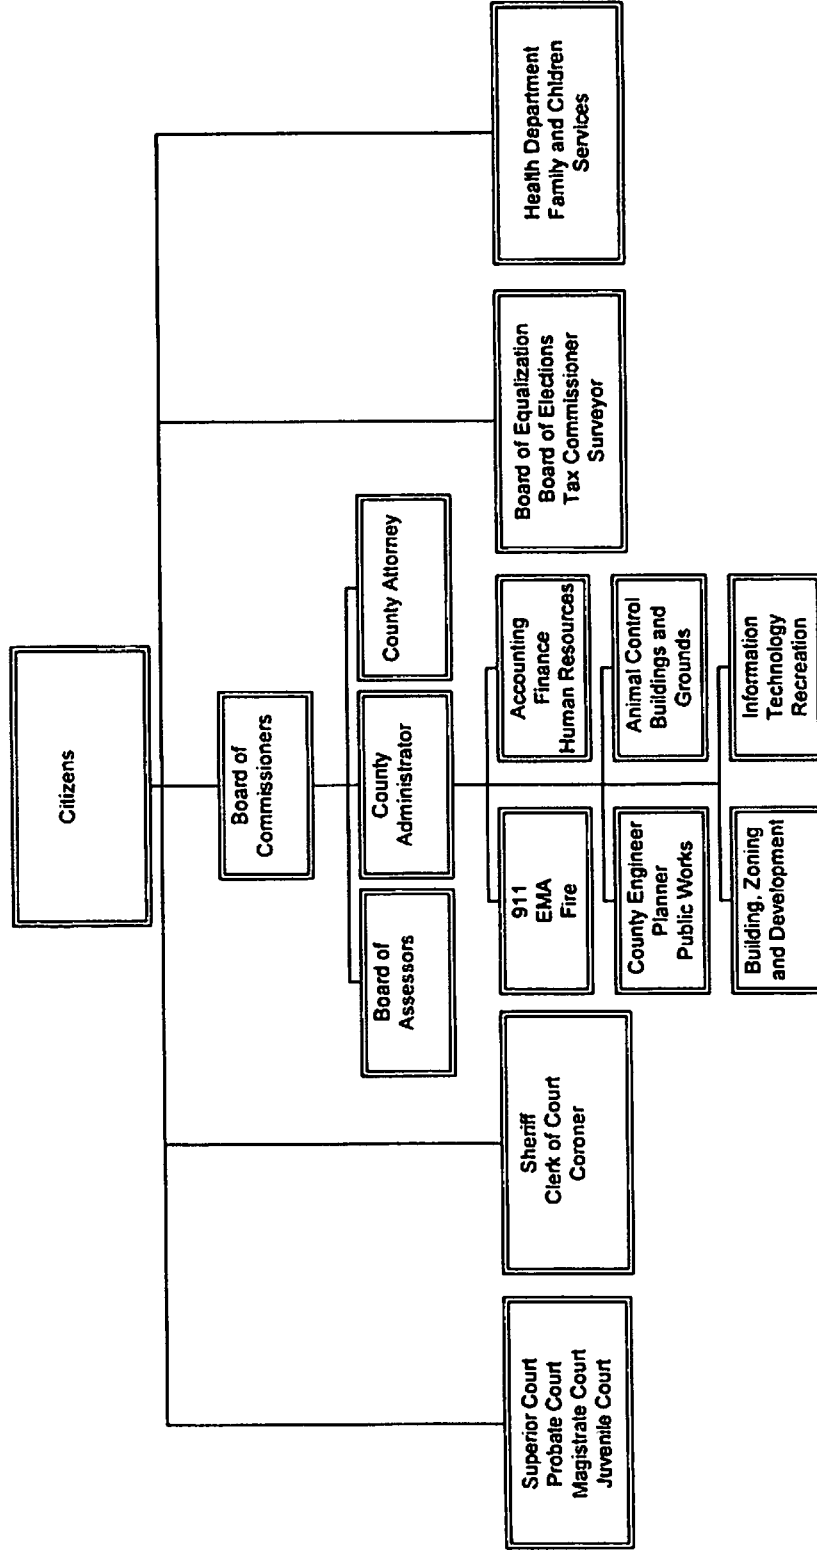 Citizens
Board of
Commissioners
Board of
Assessors
County
Administrator
County Attorney
Superior Court
Probate Court
Magistrate Court
Juvenile Court
Sheriff
Clerk of Court
Coroner
911
EMA
Fire
Accounting
Finance
Human Resources
Board of Equalization
Board of Elections
Tax Commissioner
Surveyor
Health Department
Family and Chldren
Services
County Engineer
Planner
Public Works
Animal Control
Buildings and
Grounds
Building, Zoning
and Development
Information
Technology
Recreation